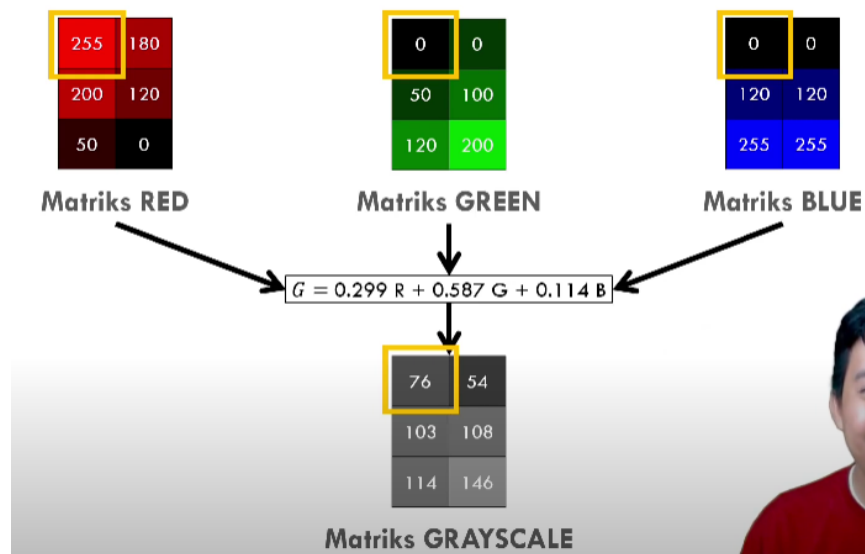 255 180 0 0 0 0
200 120 50 100 120 120
50 0 120 200 255 255
Matriks RED Matriks GREEN Matriks BLUE
G = 0.299 R + 0.587 G + 0.114 B
76 54
103 108
114 146
Matriks GRAYSCALE